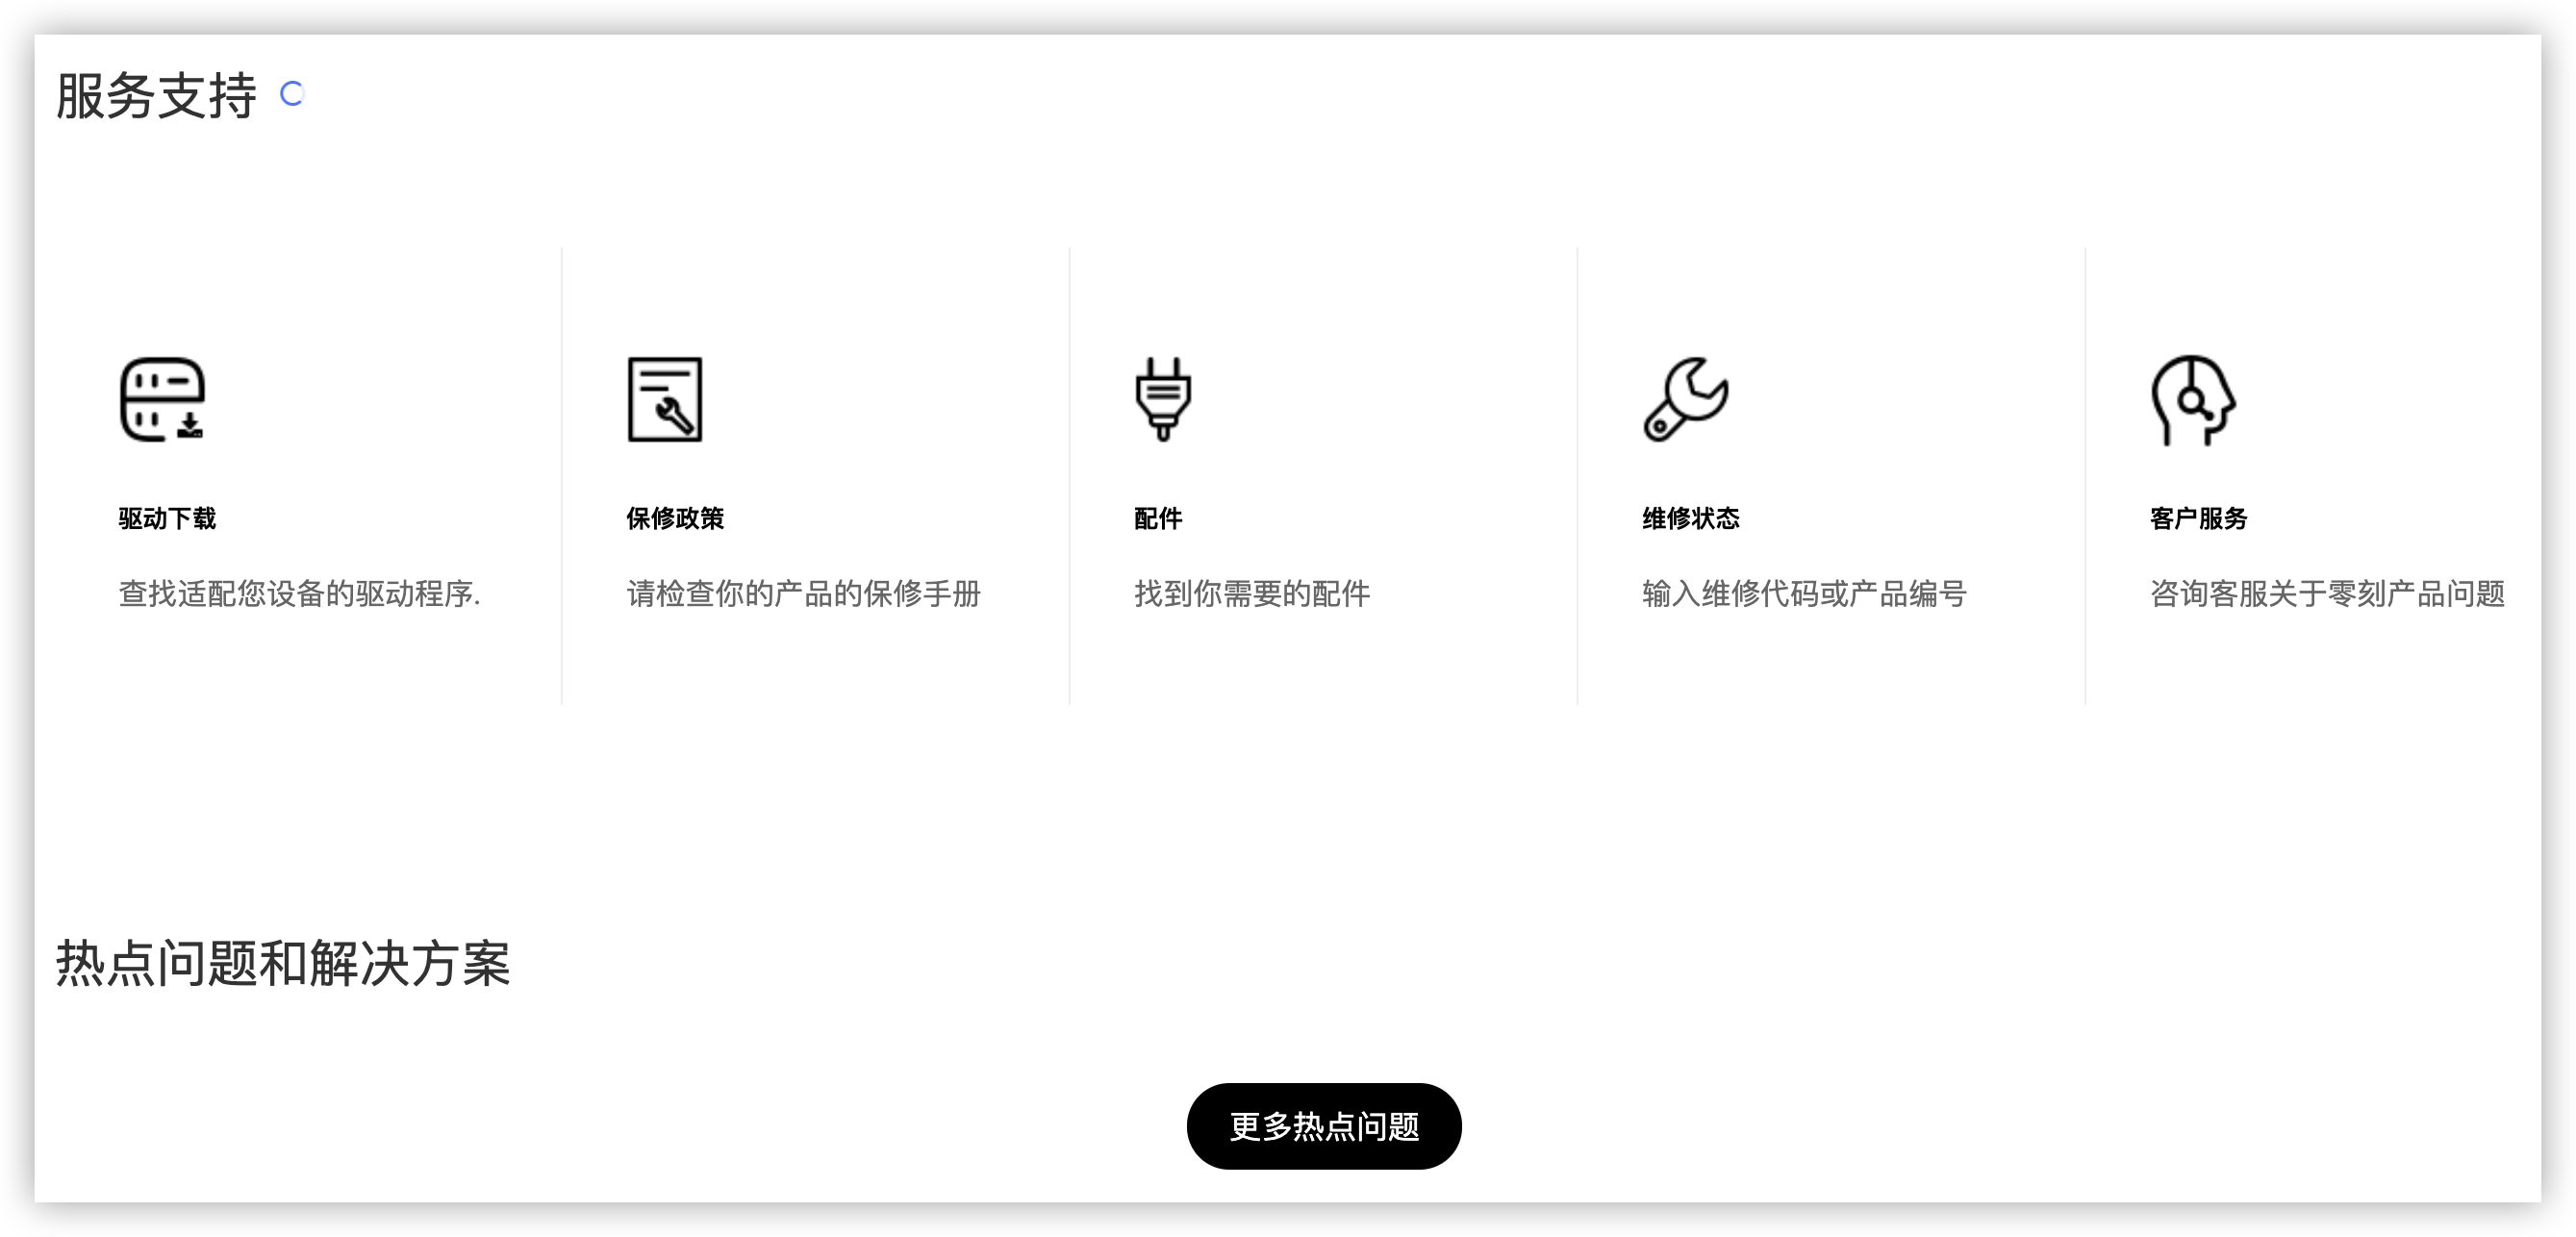 服务支持
驱动下载
查找适配您设备的驱动程序.
保修政策
请检查你的产品的保修手册
配件
找到你需要的配件
维修状态
输入维修代码或产品编号
客户服务
咨询客服关于零刻产品问题
热点问题和解决方案
更多热点问题